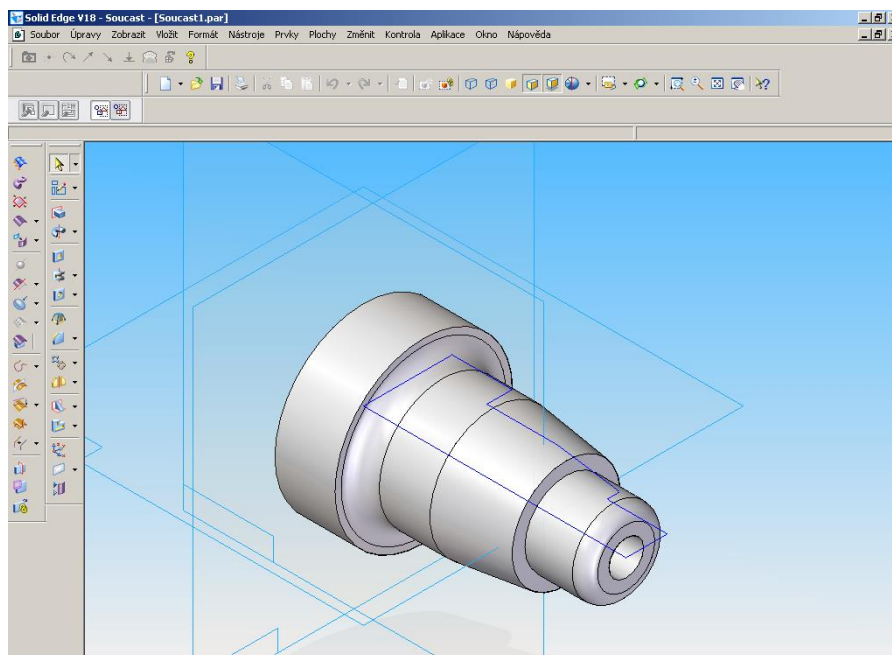 Solid Edge V18 - Soucast - [Soucast1.par]
Soubor Úpravy Zobrazit Vložit Formát Nástroje Prvky Plochy Změnit Kontrola Aplikace Okno Nápověda